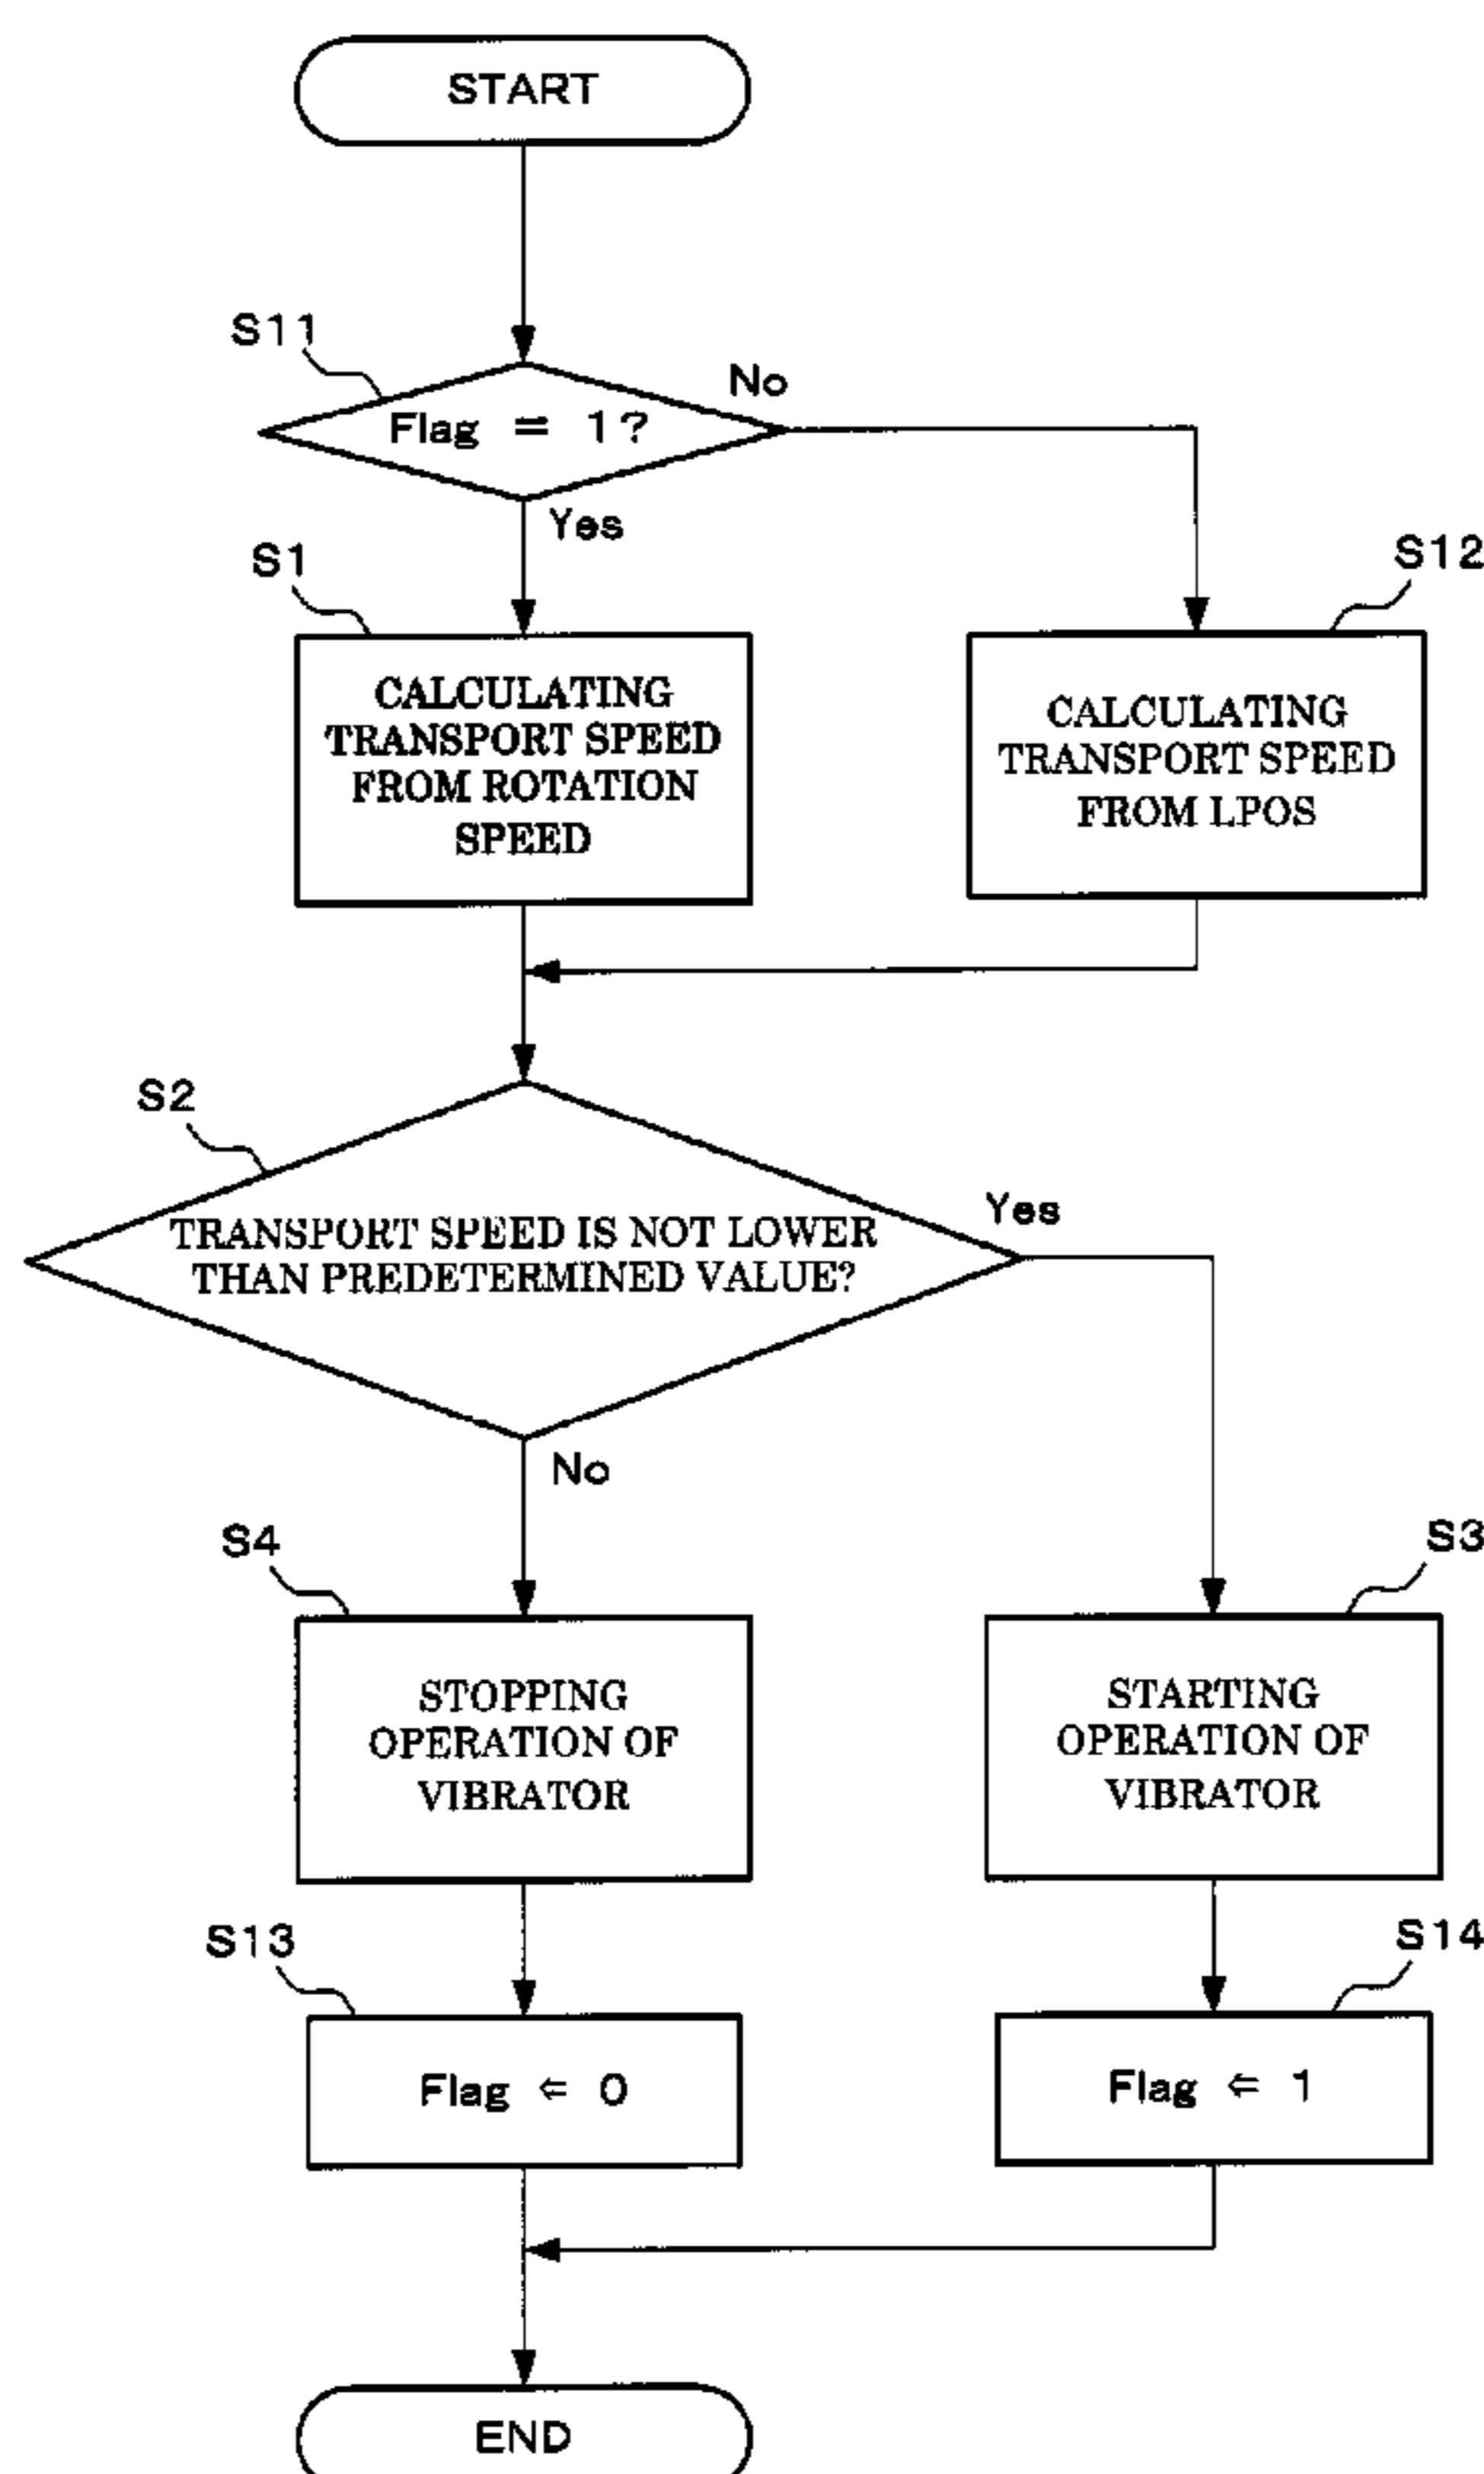 START
S11
No
Flag = 1?
Yes
S1
S12
CALCULATING
TRANSPORT SPEED
FROM ROTATION
SPEED
CALCULATING
TRANSPORT SPEED
FROM LPOS
S2
Yes
TRANSPORT SPEED IS NOT LOWER
THAN PREDETERMINED VALUE?
No
S4
S3
STOPPING
OPERATION OF
VIBRATOR
STARTING
OPERATION OF
VIBRATOR
S13
S14
Flag ⇐ 0
Flag ⇐ 1
END